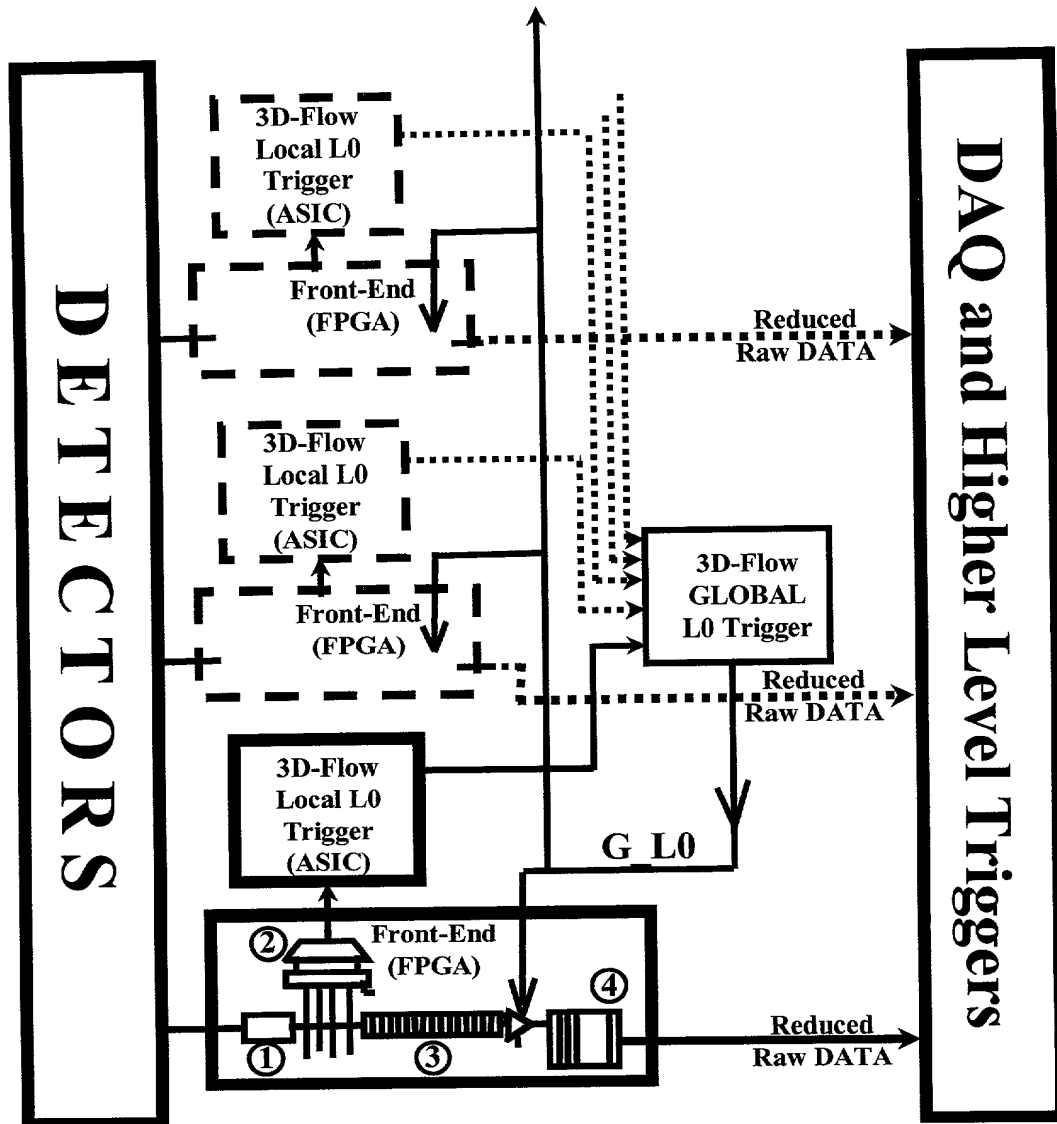 DETECTORS
3D-Flow
Local L0
Trigger
(ASIC)
Front-End
(FPGA)
Reduced
Raw DATA
3D-Flow
Local L0
Trigger
(ASIC)
Front-End
(FPGA)
3D-Flow
GLOBAL
L0 Trigger
Reduced
Raw DATA
3D-Flow
Local L0
Trigger
(ASIC)
G_L0
Front-End
(FPGA)
2
4
1
3
Reduced
Raw DATA
DAQ and Higher Level Triggers